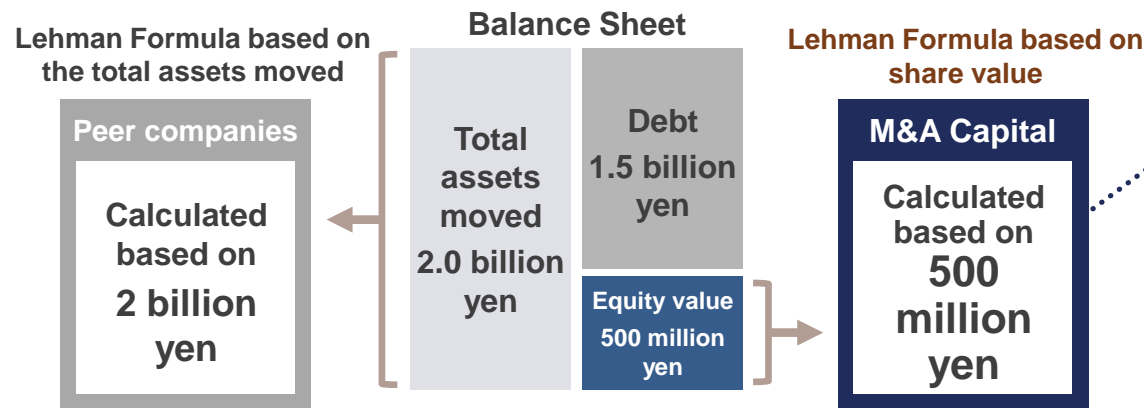 Balance Sheet
Lehman Formula based on
the total assets moved
Peer companies
Calculated
based on
2 billion
yen
Total
assets
moved
2.0 billion
yen
Debt
1.5 billion
yen
Equity value
500 million
yen
Lehman Formula based on
share value
M&A Capital
Calculated
based on
500
million
yen